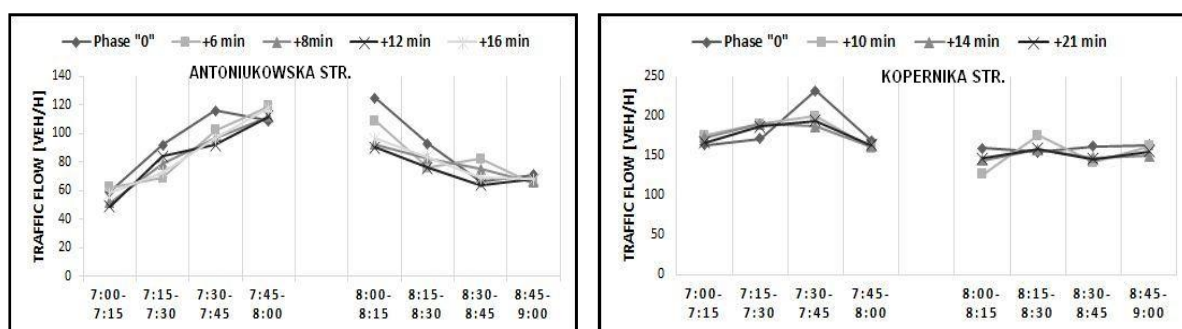 Phase "0" +6 min +8min +12 min +16 min
ANTONIUKOWSKA STR.
TRAFFIC FLOW [VEH/H]
140
120
100
80
60
40
20
0
7:00- 7:15- 7:30- 7:45- 8:00- 8:15- 8:30- 8:45-
7:15 7:30 7:45 8:00 8:15 8:30 8:45 9:00
Phase "0" +10 min +14 min +21 min
KOPERNIKA STR.
TRAFFIC FLOW [VEH/H]
250
200
150
100
50
0
7:00- 7:15- 7:30- 7:45- 8:00- 8:15- 8:30- 8:45-
7:15 7:30 7:45 8:00 8:15 8:30 8:45 9:00